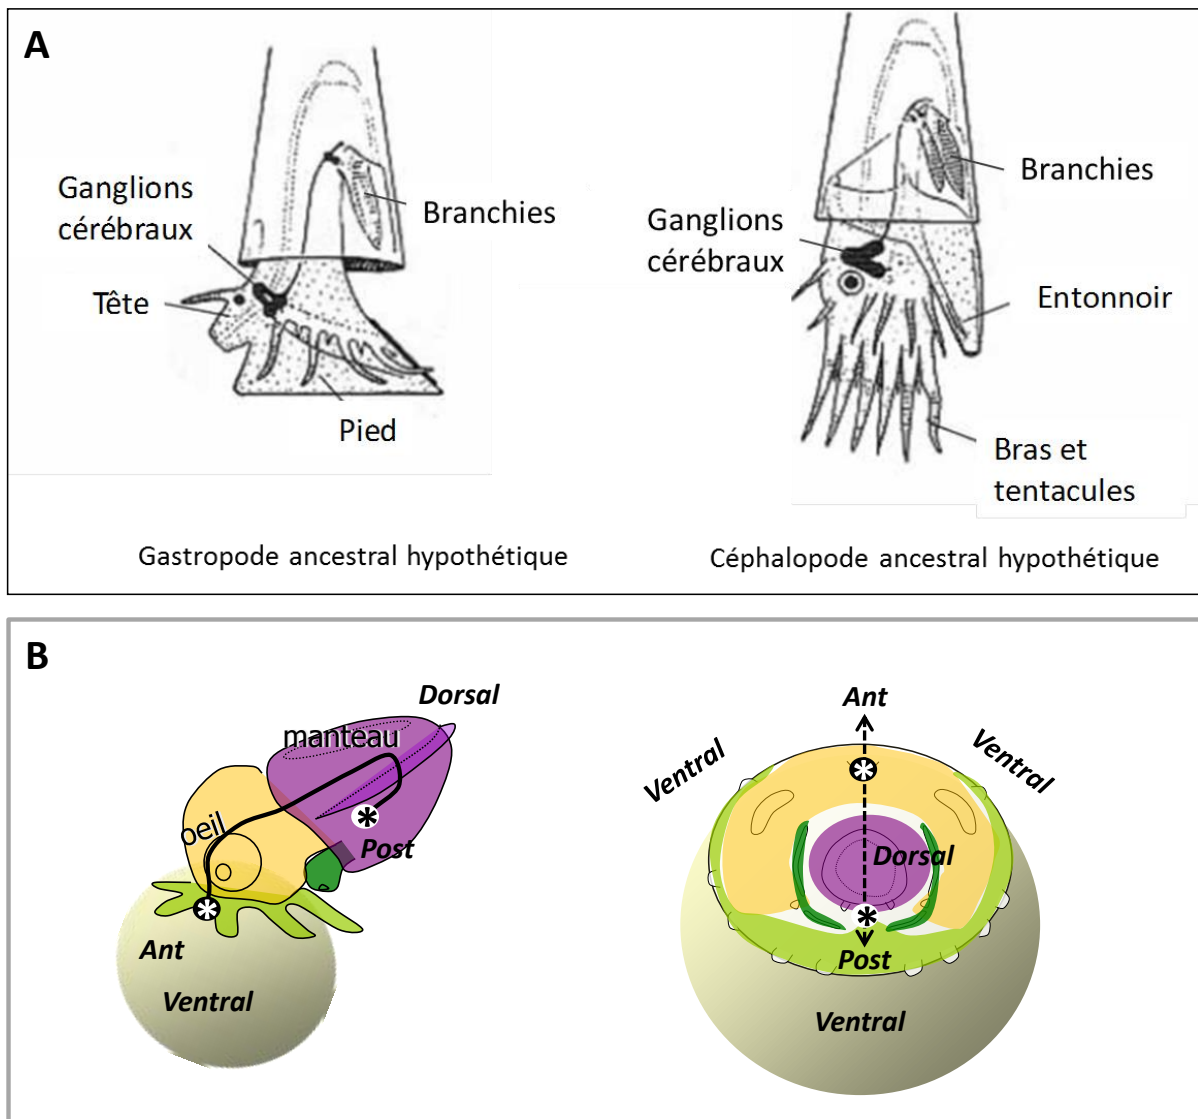 A
Ganglions
cérébraux
Branchies
Tête
Pied
Gastropode ancestral hypothétique
Branchies
Ganglions
cérébraux
Entonnoir
Bras et
tentacules
Céphalopode ancestral hypothétique
B
Dorsal
manteau
oeil
Post
Ant
Ventral
Ant
Ventral
Ventral
Dorsal
Post
Ventral